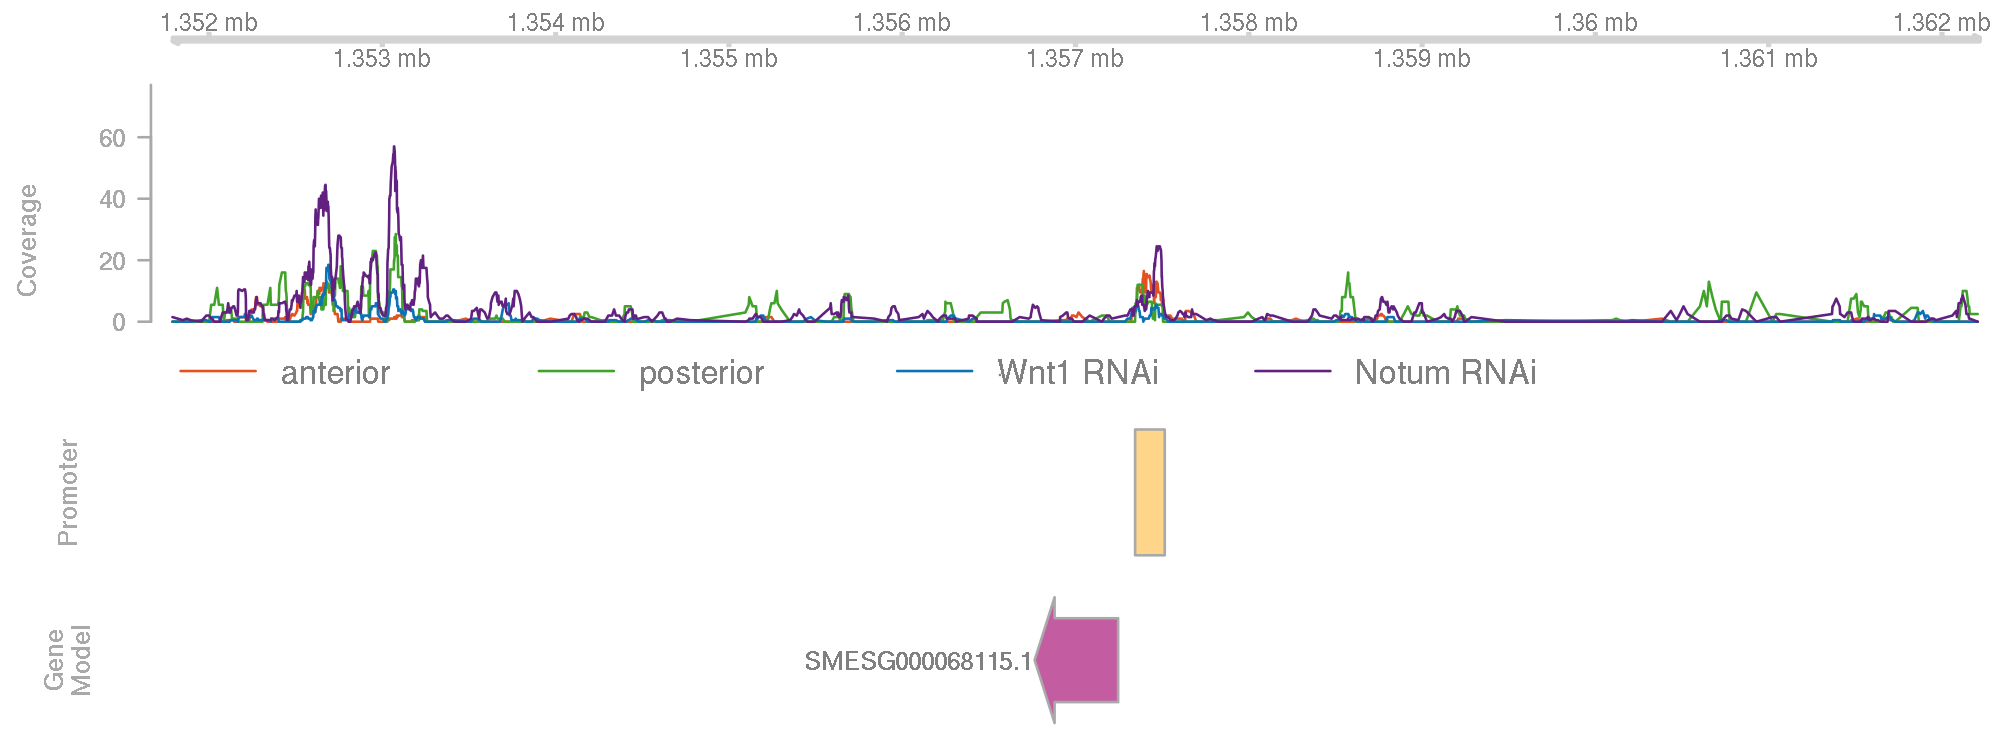 1.352 mb 1.354 mb 1.356 mb 1.358 mb 1.36 mb 1.362 mb
1.353 mb 1.355 mb 1.357 mb 1.359 mb 1.361 mb
Coverage
60
40
20
0
anterior posterior Wnt1 RNAi Notum RNAi
Promoter
Gene
Model
SMESG000068115.1